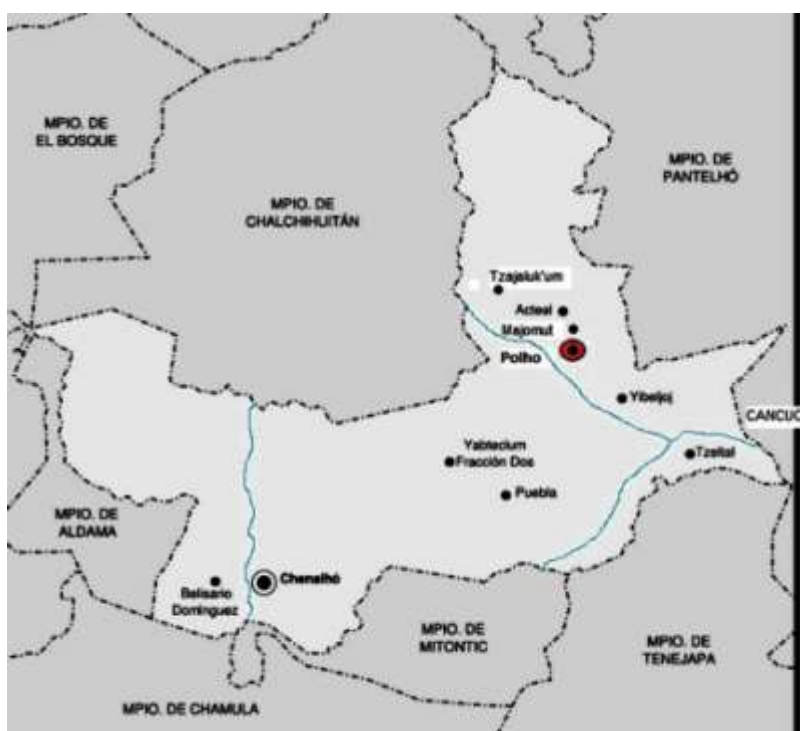 MPIO. DE
EL BOSQUE
MPIO. DE
PANTELHÓ
MPIO. DE
CHALCHIHUITÁN
Tzajaluk'um
Acteal
Majomut
Polho
Yibeljoj
CANCUC
Yabteclum
Fracción Dos
Tzeltal
Puebla
MPIO. DE
ALDAMA
Chenalhó
Belisario
Domínguez
MPIO. DE
MITONTIC
MPIO. DE
TENEJAPA
MPIO. DE CHAMULA